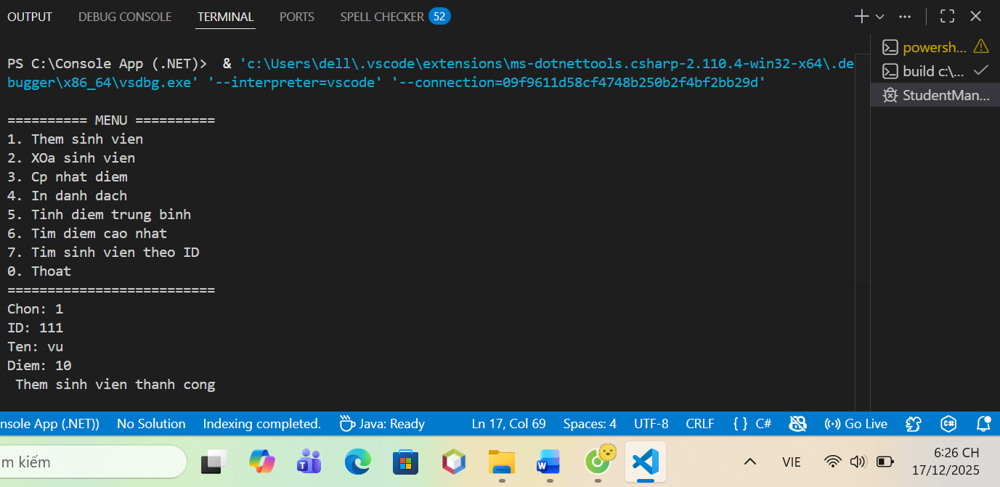 OUTPUT DEBUG CONSOLE TERMINAL PORTS SPELL CHECKER 52
powersh...
build c:\...
StudentMan...
PS C:\Console App (.NET)>  & 'c:\Users\dell\.vscode\extensions\ms-dotnettools.csharp-2.110.4-win32-x64\.de
bugger\x86_64\vsdbg.exe' '--interpreter=vscode' '--connection=09f9611d58cf4748b250b2f4bf2bb29d'
========== MENU ==========
1. Them sinh vien
2. XOa sinh vien
3. Cp nhat diem
4. In danh dach
5. Tinh diem trung binh
6. Tim diem cao nhat
7. Tim sinh vien theo ID
0. Thoat
==========================
Chon: 1
ID: 111
Ten: vu
Diem: 10
Them sinh vien thanh cong
nsole App (.NET)) No Solution Indexing completed. Java: Ready Ln 17, Col 69 Spaces: 4 UTF-8 CRLF { } C# Go Live
m kiếm
VIE
6:26 CH
17/12/2025